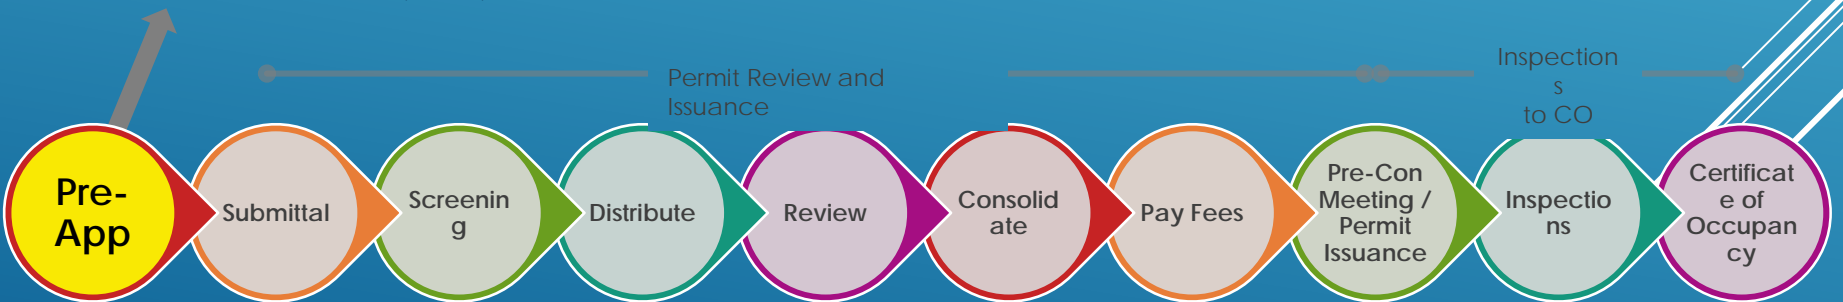 Permit Review and
Issuance
Inspection
s
to CO
Pre-
App
Submittal
Screenin
g
Distribute
Review
Consolid
ate
Pay Fees
Pre-Con
Meeting /
Permit
Issuance
Inspectio
ns
Certificat
e of
Occupan
cy